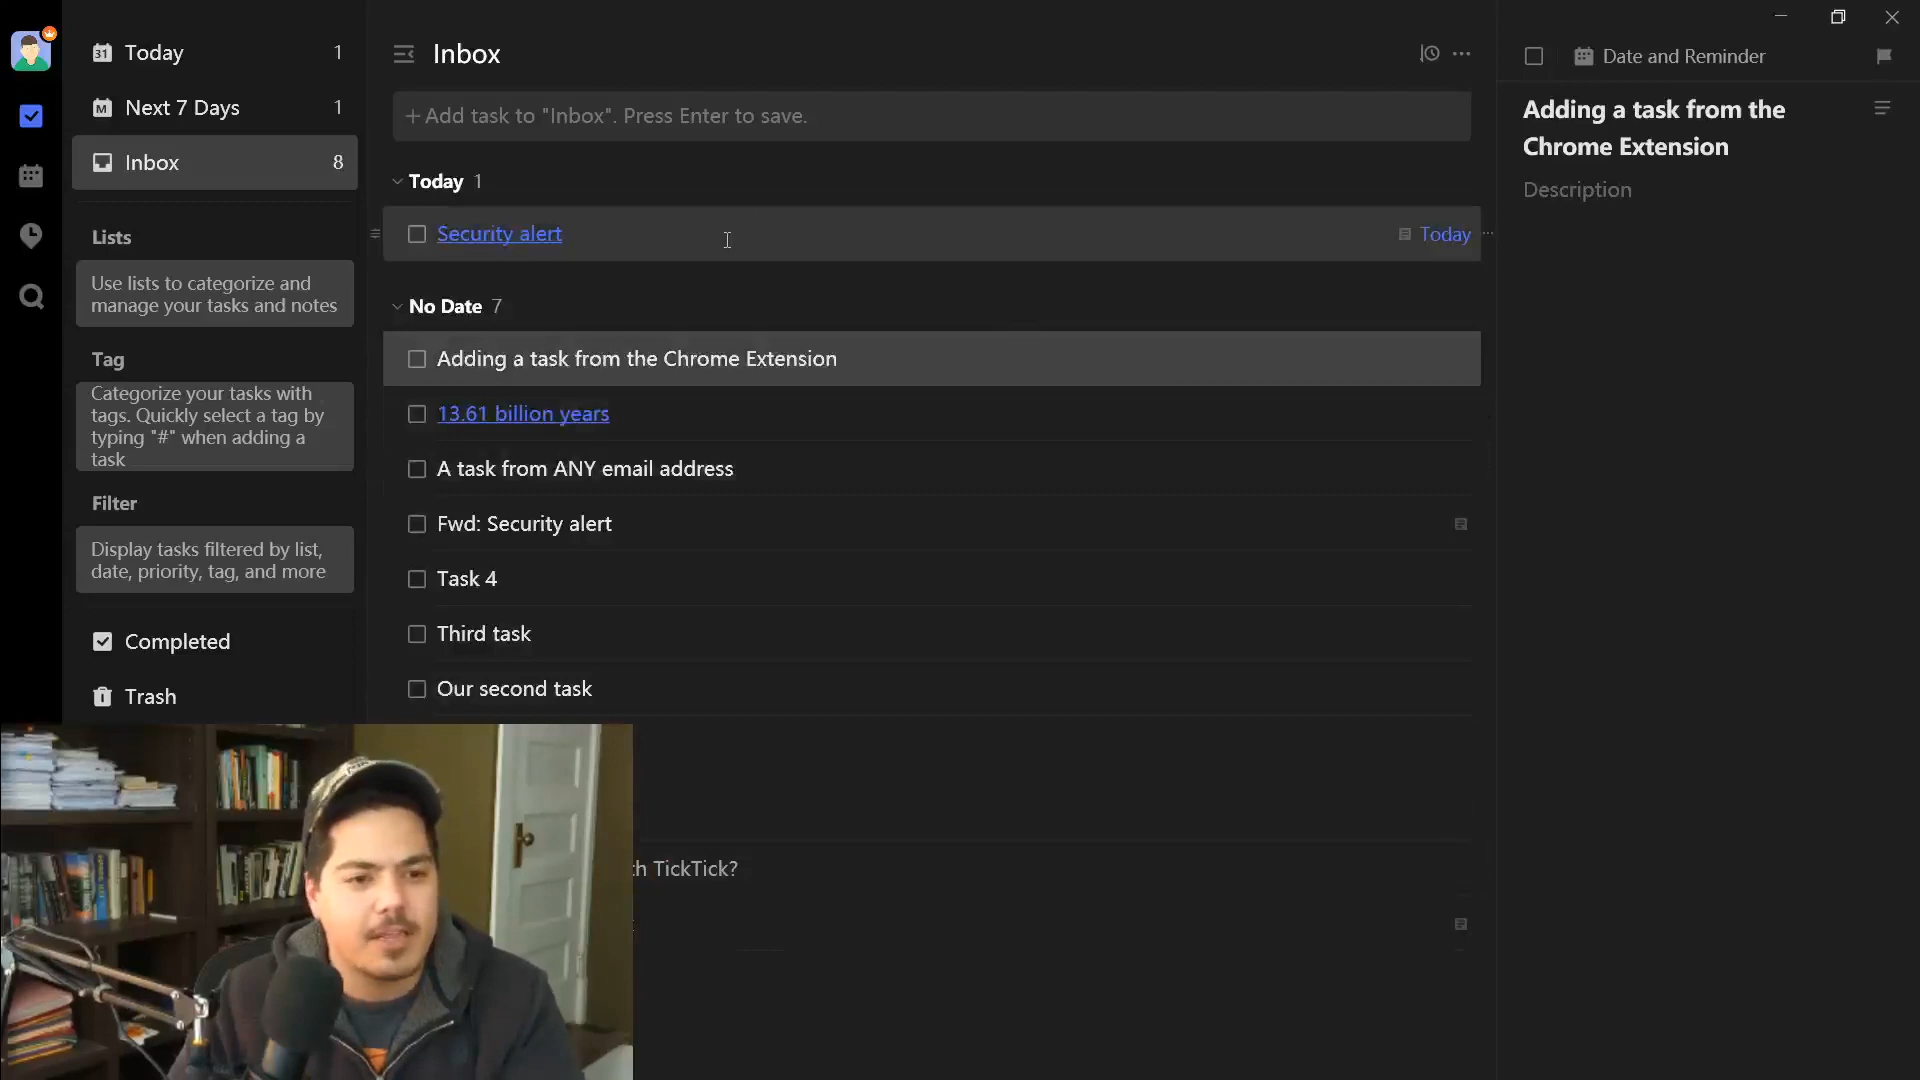 Today 1
Next 7 Days 1
Inbox 8
Lists
Use lists to categorize and
manage your tasks and notes
Tag
Categorize your tasks with
tags. Quickly select a tag by
typing "#" when adding a
task
Filter
Display tasks filtered by list,
date, priority, tag, and more
Completed
Trash
Inbox
+ Add task to "Inbox". Press Enter to save.
Today 1
Security alert Today
No Date 7
Adding a task from the Chrome Extension
13.61 billion years
A task from ANY email address
Fwd: Security alert
Task 4
Third task
Our second task
TickTick?
Date and Reminder
Adding a task from the
Chrome Extension
Description